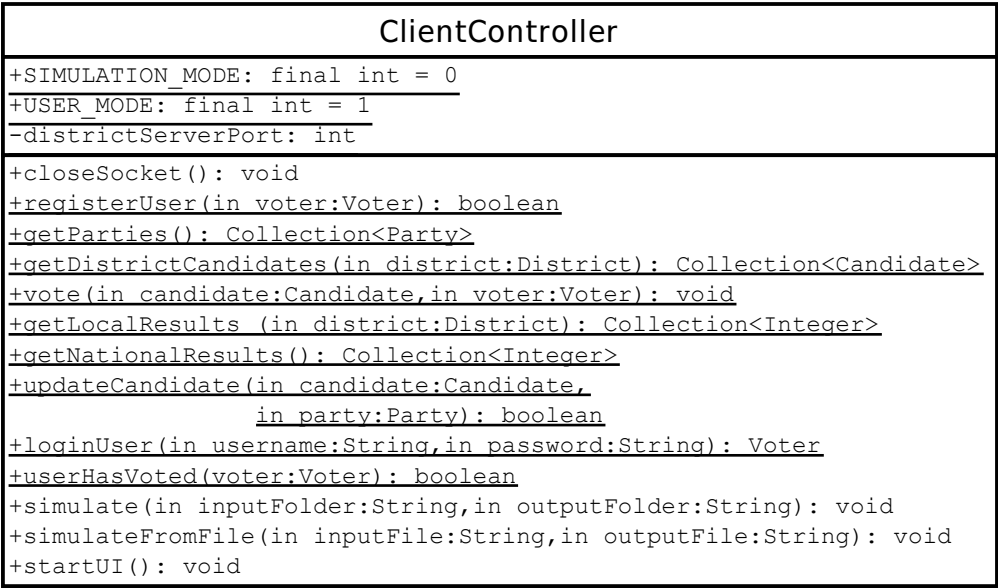 ClientController
+SIMULATION_MODE: final int = 0
+USER_MODE: final int = 1
-districtServerPort: int
+closeSocket(): void
+registerUser(in voter:Voter): boolean
+getParties(): Collection<Party>
+getDistrictCandidates(in district:District): Collection<Candidate>
+vote(in candidate:Candidate,in voter:Voter): void
+getLocalResults (in district:District): Collection<Integer>
+getNationalResults(): Collection<Integer>
+updateCandidate(in candidate:Candidate,
in party:Party): boolean
+loginUser(in username:String,in password:String): Voter
+userHasVoted(voter:Voter): boolean
+simulate(in inputFolder:String,in outputFolder:String): void
+simulateFromFile(in inputFile:String,in outputFile:String): void
+startUI(): void